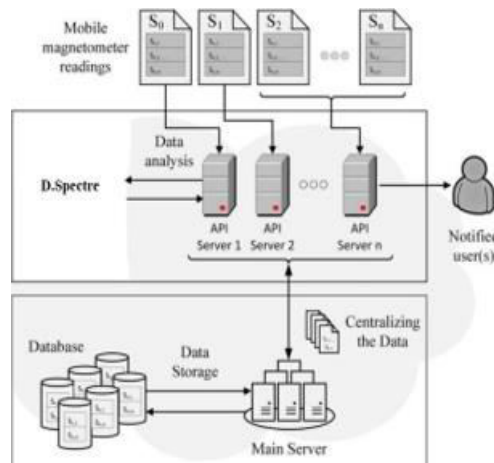 Mobile
magnetometer
readings
S0
S1
S2
Sn
Data
analysis
D.Spectre
API
Server 1
API
Server 2
API
Server n
Notified
user(s)
Centralizing
the Data
Database
Data
Storage
Main Server